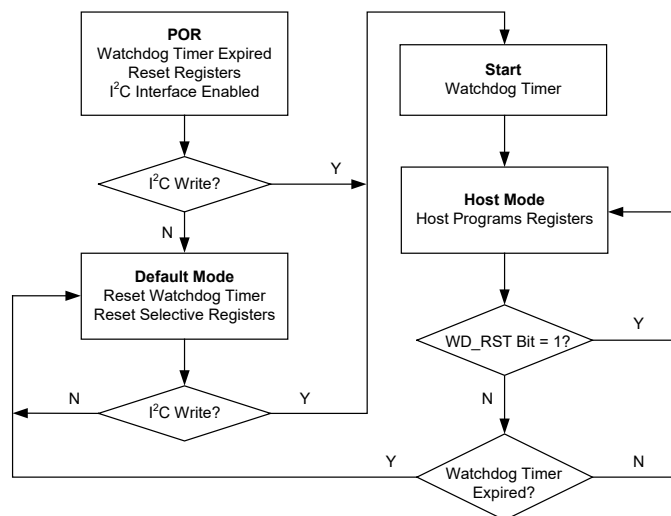 POR
Watchdog Timer Expired
Reset Registers
I²C Interface Enabled
I²C Write?
Y
N
Default Mode
Reset Watchdog Timer
Reset Selective Registers
I²C Write?
N
Y
Start
Watchdog Timer
Host Mode
Host Programs Registers
WD_RST Bit = 1?
Y
N
Watchdog Timer
Expired?
Y
N